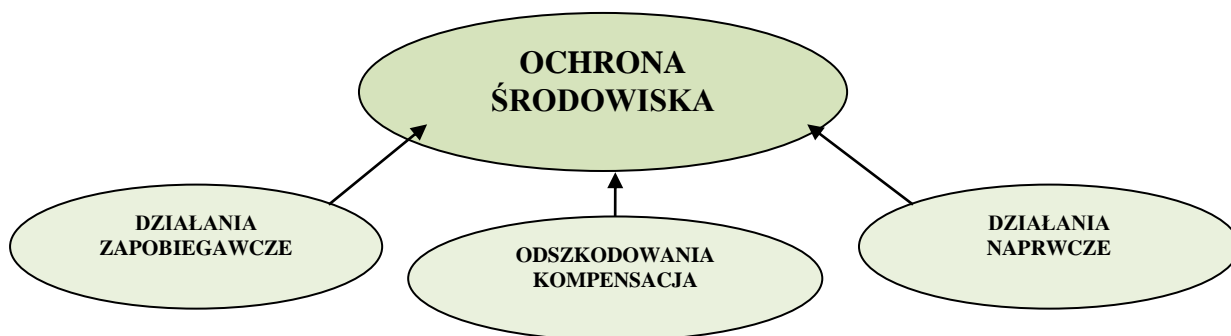 OCHRONA
ŚRODOWISKA
DZIAŁANIA
ZAPOBIEGAWCZE
ODSZKODOWANIA
KOMPENSACJA
DZIAŁANIA
NAPRWCZE